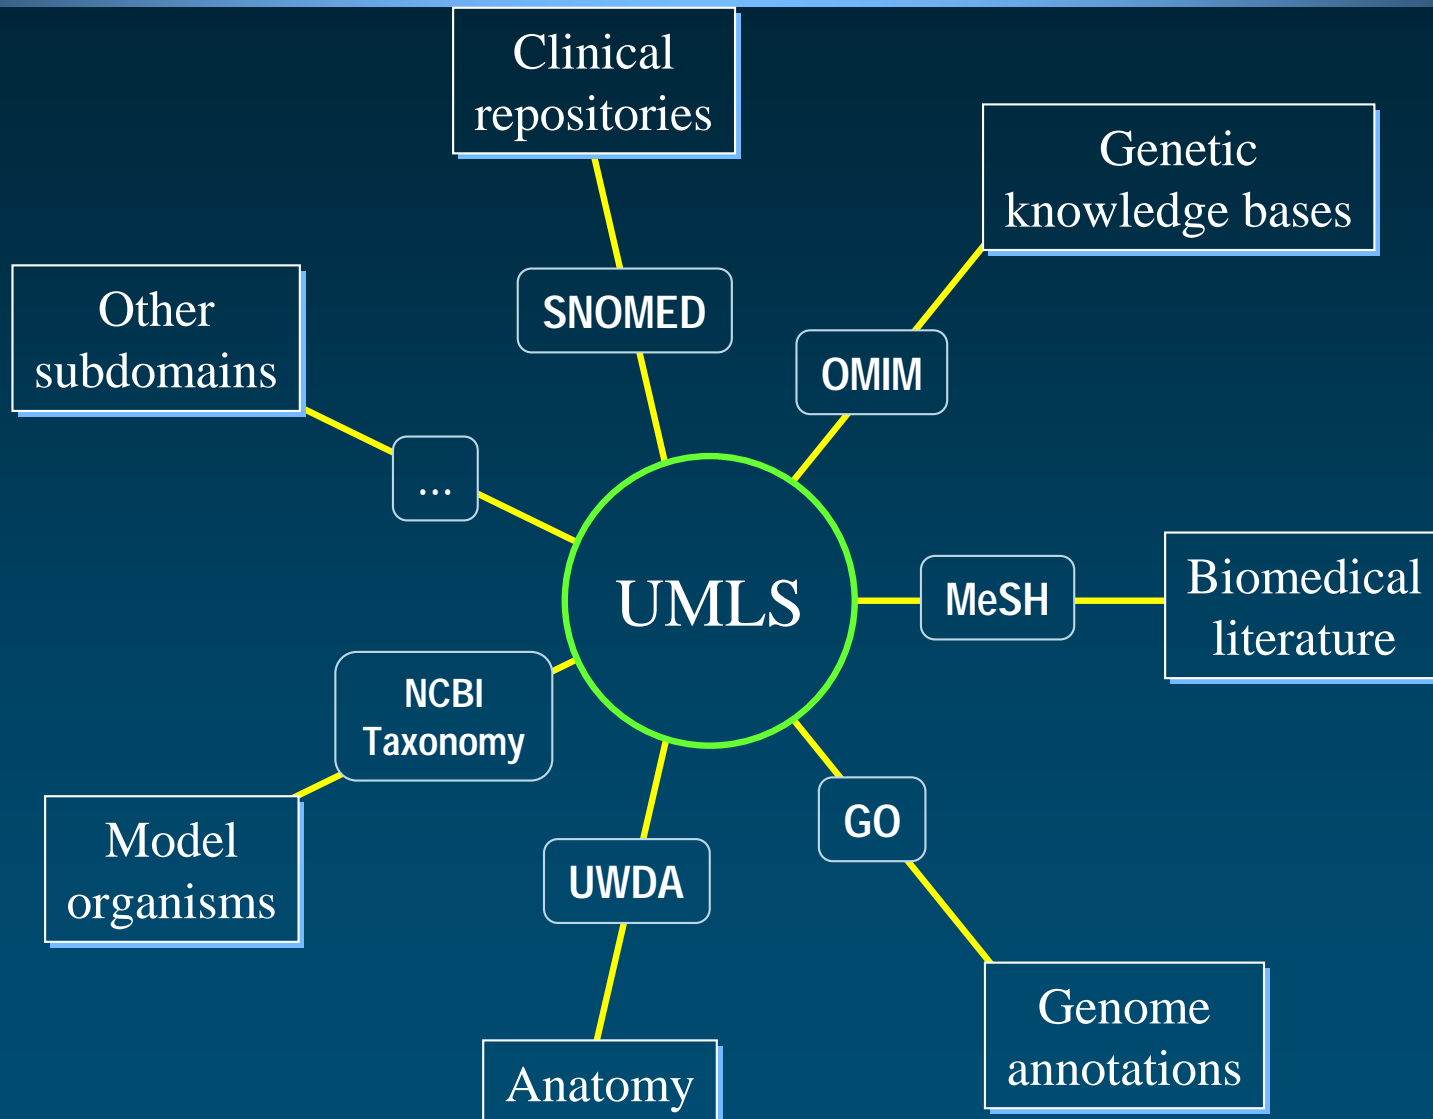 Clinical
repositories
Genetic
knowledge bases
Other
subdomains
SNOMED
OMIM
...
UMLS
MeSH
Biomedical
literature
NCBI
Taxonomy
Model
organisms
GO
UWDA
Genome
annotations
Anatomy